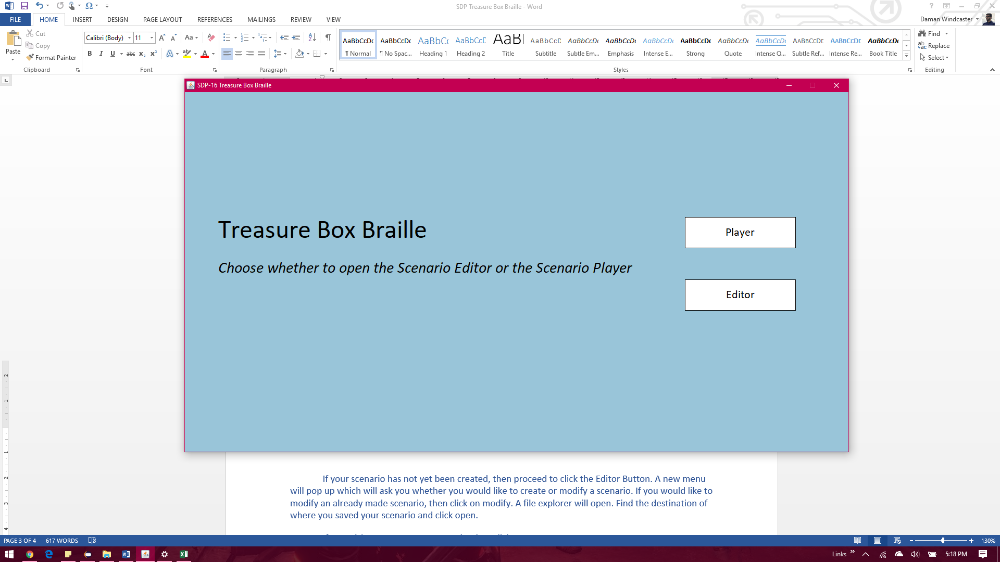 SDP Treasure Box Braille - Word
FILE HOME INSERT DESIGN PAGE LAYOUT REFERENCES MAILINGS REVIEW VIEW
Daman Windcaster
Paste
Cut
Copy
Format Painter
Clipboard
Calibri (Body) 11
Font
Paragraph
AaBbCcDc AaBbCcDc AaBbCc AaBbCcD AaBl AaBbCcD AaBbCcDc AaBbCcDc AaBbCcDc AaBbCcDc AaBbCcDc AaBbCcDc AABBCCDE AABBCCDE AaBbCcDc
¶ Normal ¶ No Spac... Heading 1 Heading 2 Title Subtitle Subtle Em... Emphasis Intense E... Strong Quote Intense Q... Subtle Ref... Intense Re... Book Title
Styles
Find
Replace
Select
Editing
SDP-16 Treasure Box Braille
Treasure Box Braille
Choose whether to open the Scenario Editor or the Scenario Player
Player
Editor
If your scenario has not yet been created, then proceed to click the Editor Button. A new menu
will pop up which will ask you whether you would like to create or modify a scenario. If you would like to
modify an already made scenario, then click on modify. A file explorer will open. Find the destination of
where you saved your scenario and click open.
PAGE 3 OF 4 617 WORDS
130%
Links
5:18 PM